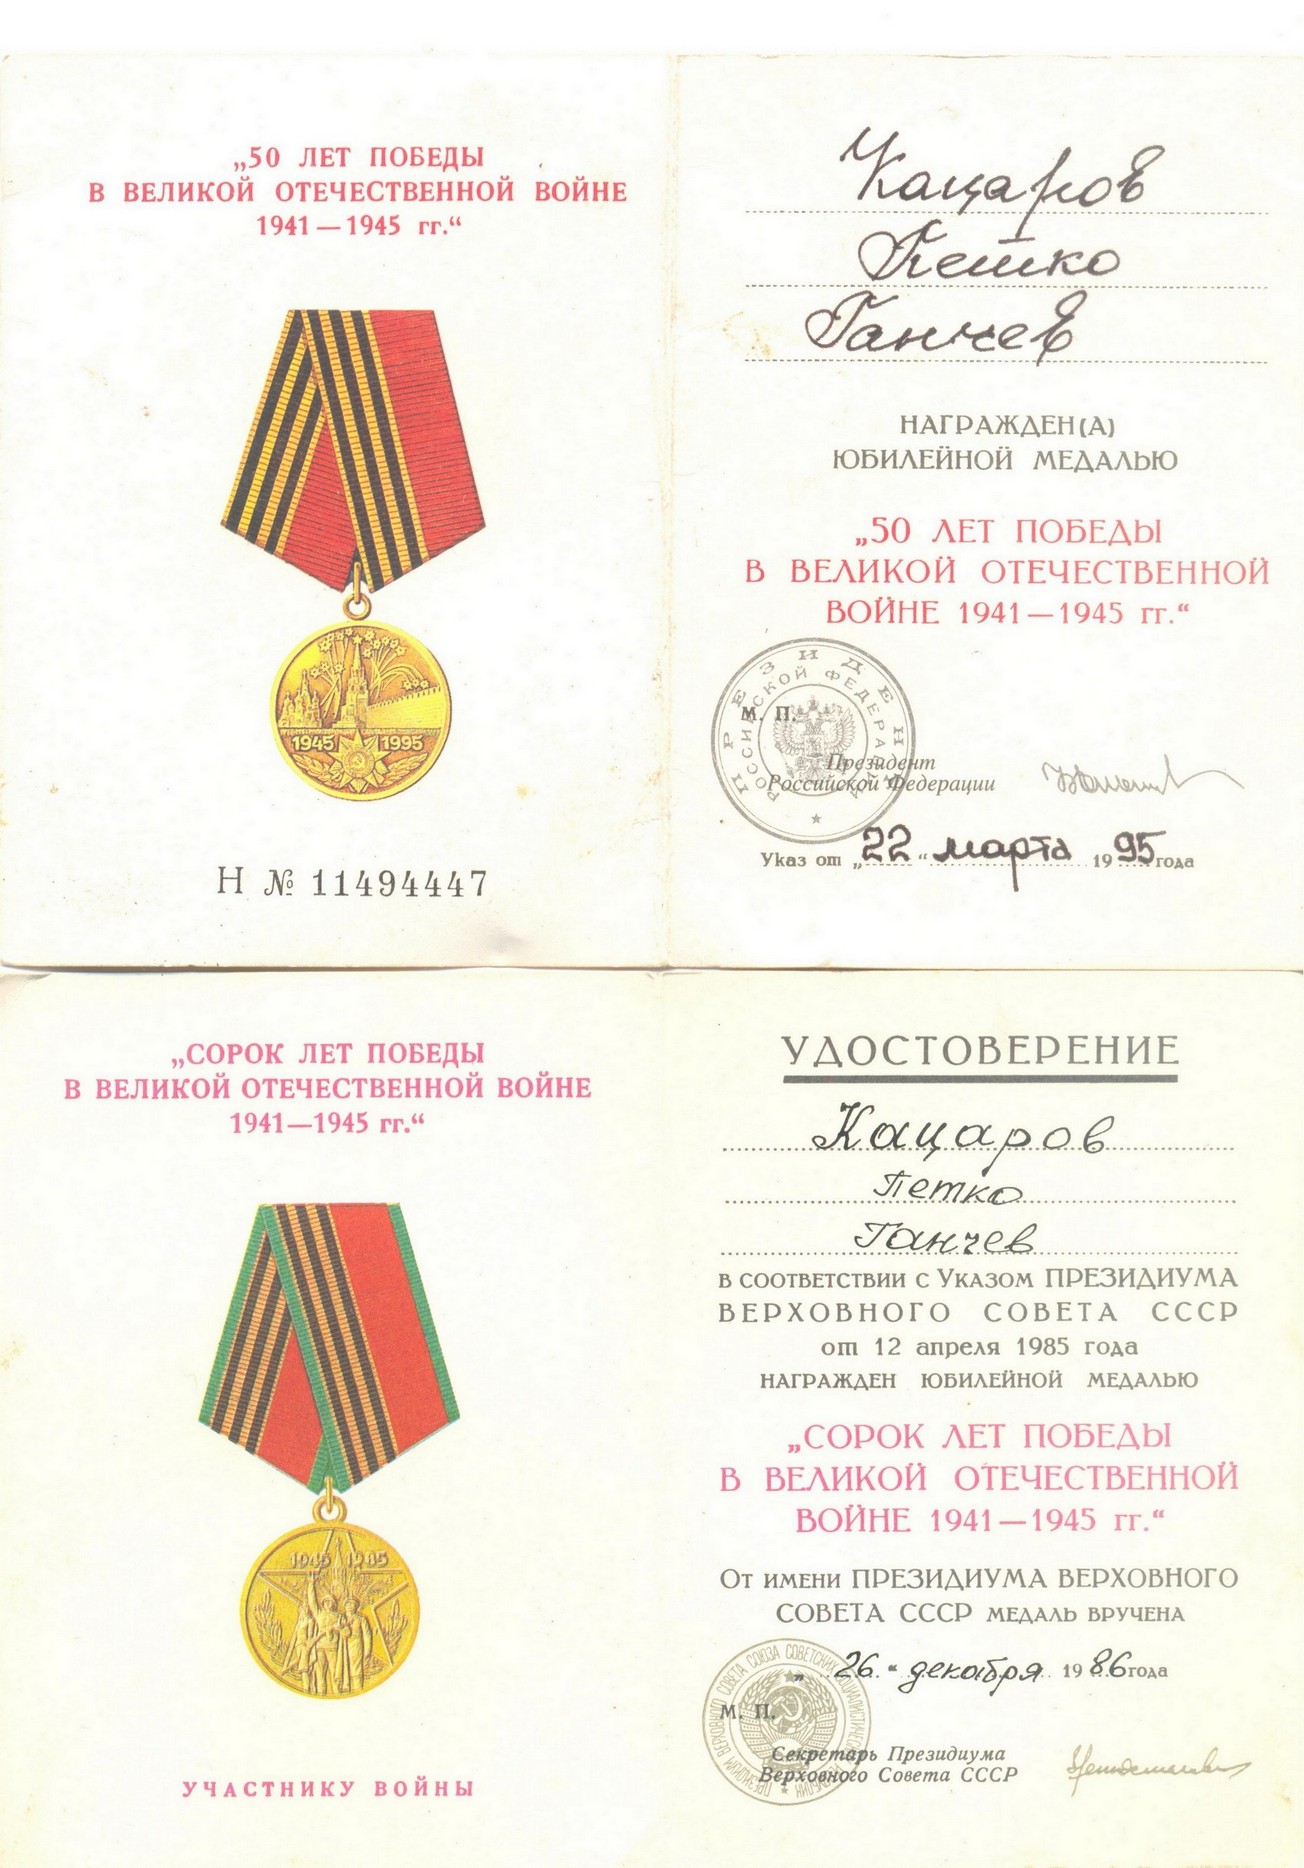 „50 ЛЕТ ПОБЕДЫ
В ВЕЛИКОЙ ОТЕЧЕСТВЕННОЙ ВОЙНЕ
1941—1945 гг.“
1945 1995
Н № 11494447
Кацаров
Петко
Ганчев
НАГРАЖДЕН(А)
ЮБИЛЕЙНОЙ МЕДАЛЬЮ
„50 ЛЕТ ПОБЕДЫ
В ВЕЛИКОЙ ОТЕЧЕСТВЕННОЙ
ВОЙНЕ 1941—1945 гг.“
ПРЕЗИДЕНТ
РОССИЙСКОЙ ФЕДЕРАЦИИ
М. П.
Президент
Российской Федерации
Указ от „22“ марта 1995 года
„СОРОК ЛЕТ ПОБЕДЫ
В ВЕЛИКОЙ ОТЕЧЕСТВЕННОЙ ВОЙНЕ
1941—1945 гг.“
1945 1985
УЧАСТНИКУ ВОЙНЫ
УДОСТОВЕРЕНИЕ
Кацаров
Петко
Ганчев
В СООТВЕТСТВИИ С УКАЗОМ ПРЕЗИДИУМА
ВЕРХОВНОГО СОВЕТА СССР
от 12 апреля 1985 года
НАГРАЖДЕН ЮБИЛЕЙНОЙ МЕДАЛЬЮ
„СОРОК ЛЕТ ПОБЕДЫ
В ВЕЛИКОЙ ОТЕЧЕСТВЕННОЙ
ВОЙНЕ 1941—1945 гг.“
ОТ ИМЕНИ ПРЕЗИДИУМА ВЕРХОВНОГО
СОВЕТА СССР МЕДАЛЬ ВРУЧЕНА
„26“ декабря 1986 года
М. П.
Секретарь Президиума
Верховного Совета СССР